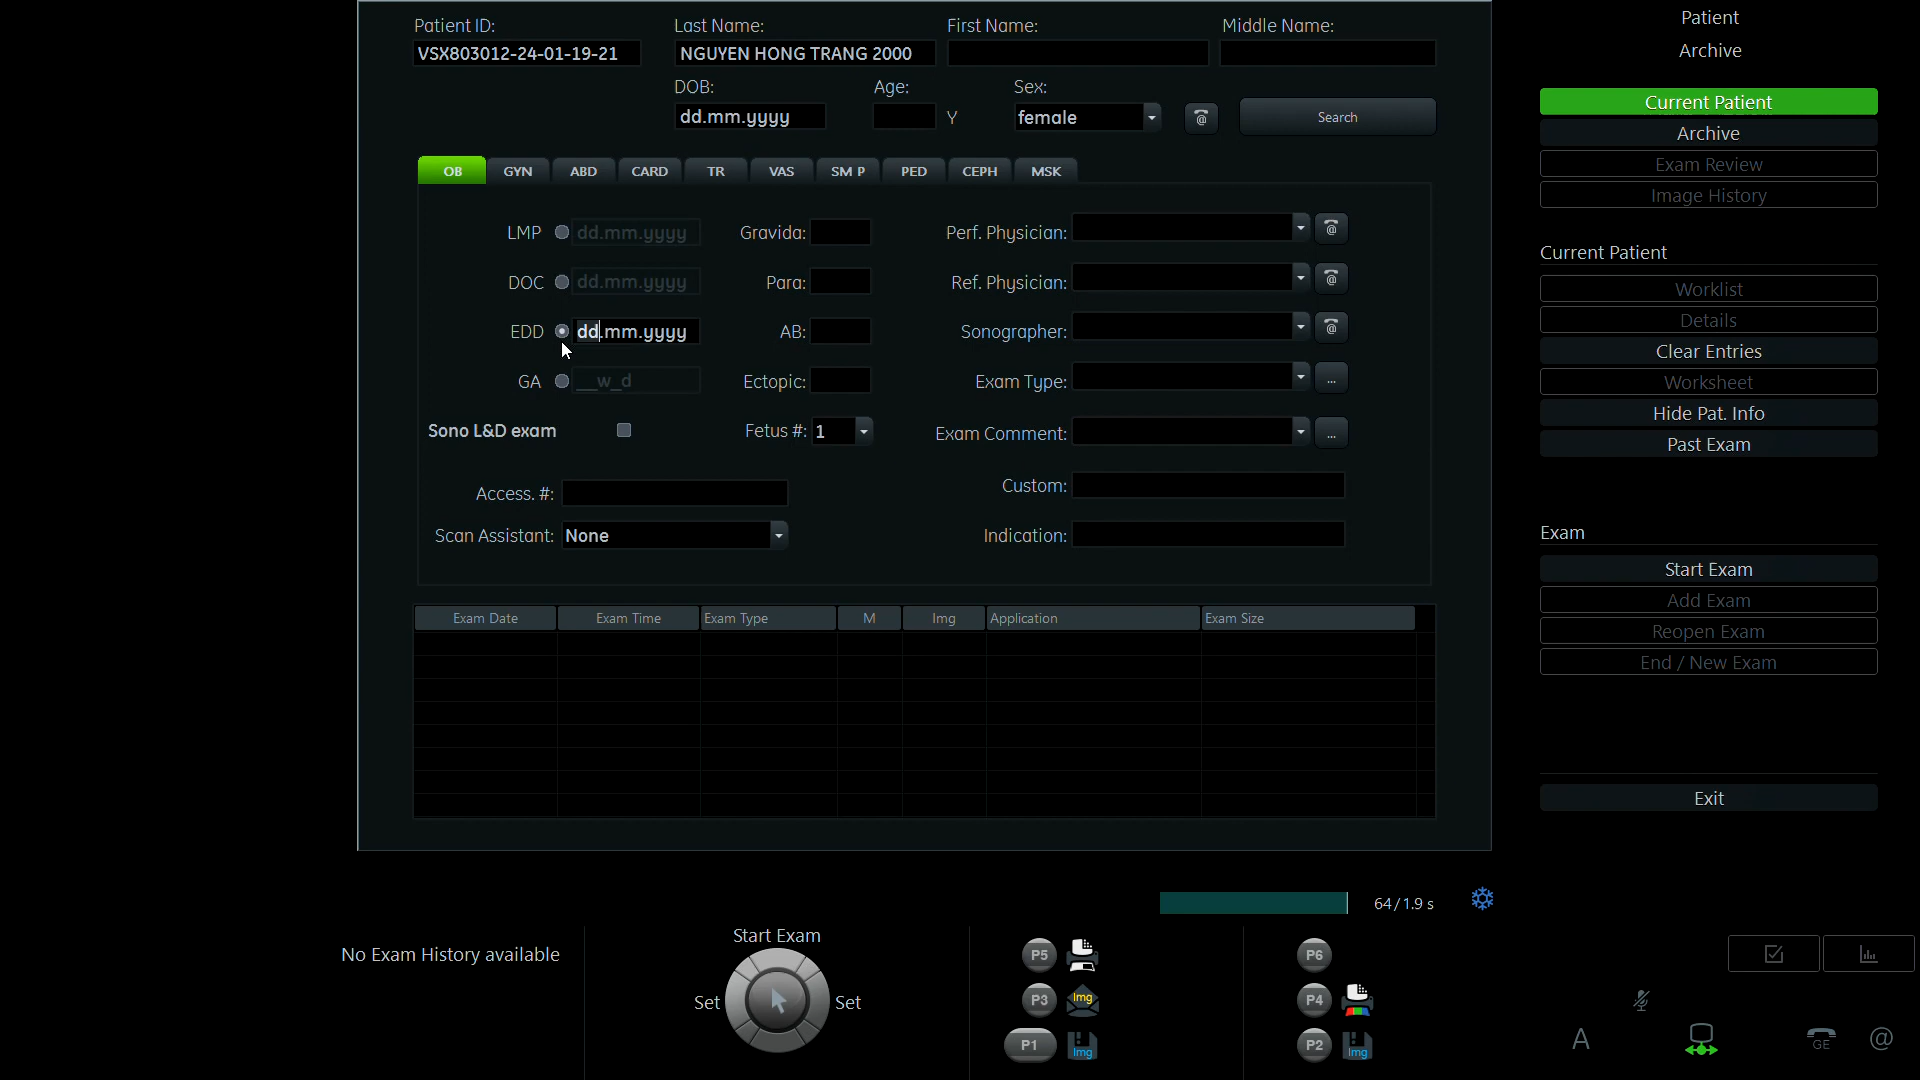 Patient ID: Last Name: First Name: Middle Name:
VSX803012-24-01-19-21 NGUYEN HONG TRANG 2000
DOB: Age: Sex:
dd.mm.yyyy Y female Search
OB GYN ABD CARD TR VAS SM P PED CEPH MSK
LMP dd.mm.yyyy Gravida: Perf. Physician: @
DOC dd.mm.yyyy Para: Ref. Physician: @
EDD dd.mm.yyyy AB: Sonographer: @
GA __w_d Ectopic: Exam Type: ...
Sono L&D exam Fetus #: 1 Exam Comment: ...
Access. #: Custom:
Scan Assistant: None Indication:
Exam Date Exam Time Exam Type M Img Application Exam Size
Patient
Archive
Current Patient
Archive
Exam Review
Image History
Current Patient
Worklist
Details
Clear Entries
Worksheet
Hide Pat. Info
Past Exam
Exam
Start Exam
Add Exam
Reopen Exam
End / New Exam
Exit
64/1.9 s
No Exam History available
Start Exam
Set Set
P5
P3 Img
P1 Img
P6
P4
P2 Img
A GE @